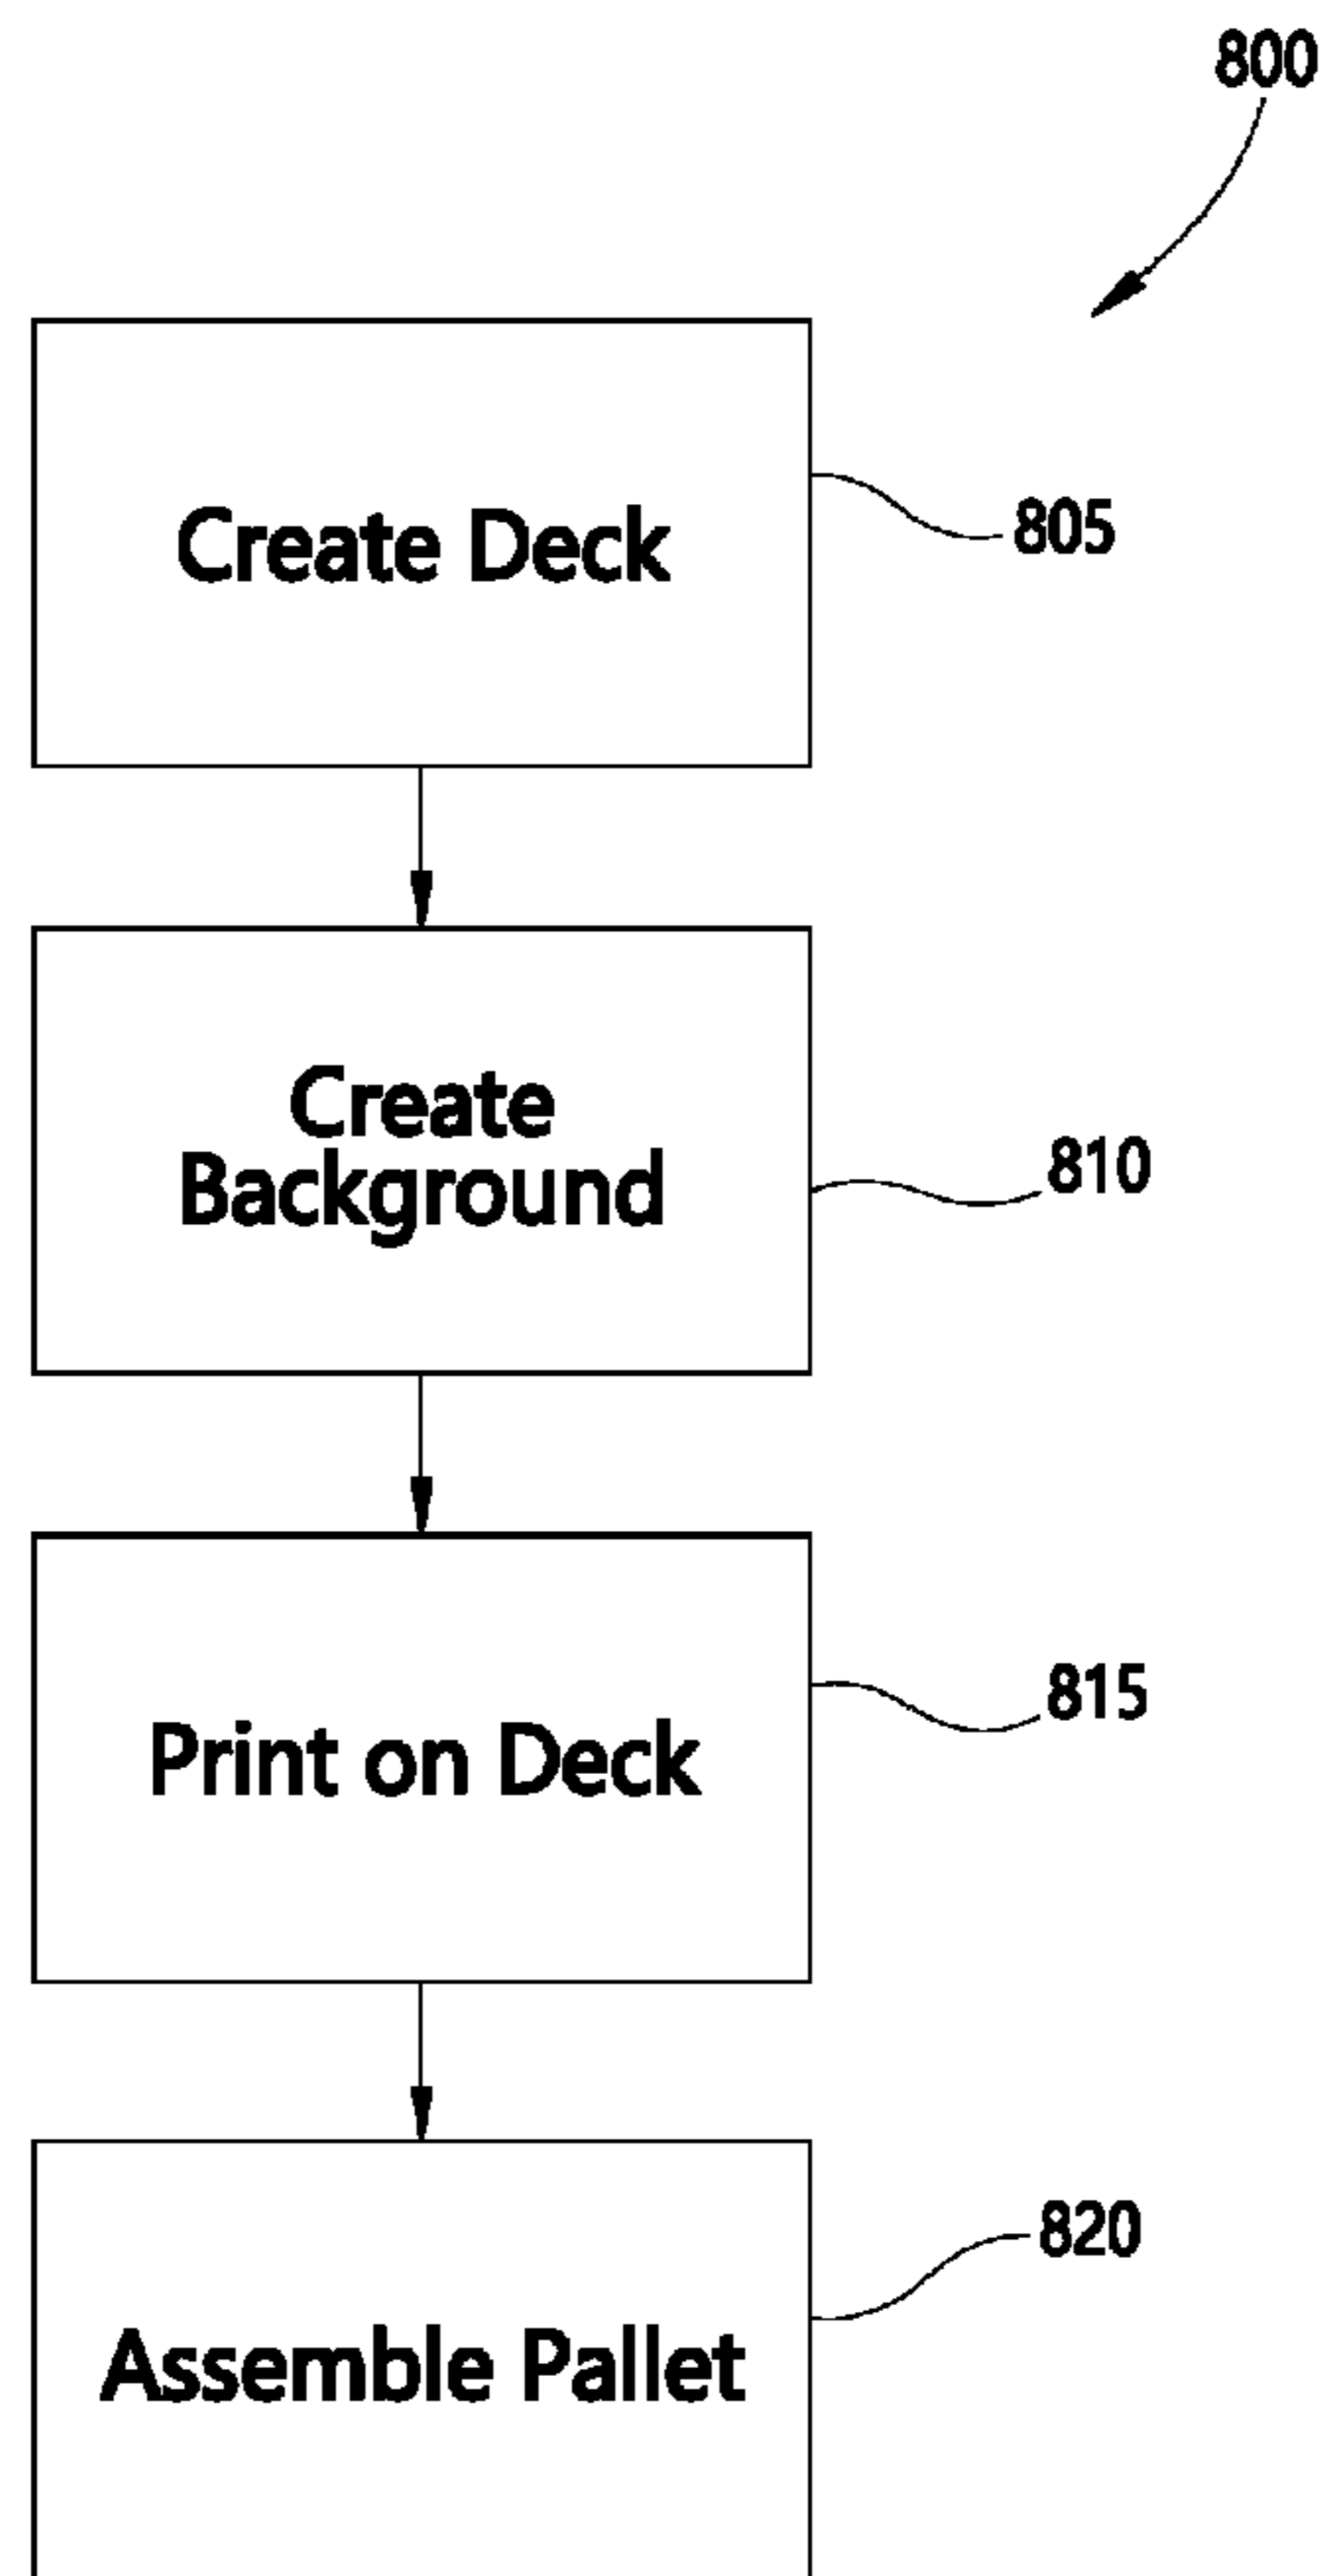 800
Create Deck
805
Create
Background
810
815
Print on Deck
820
Assemble Pallet